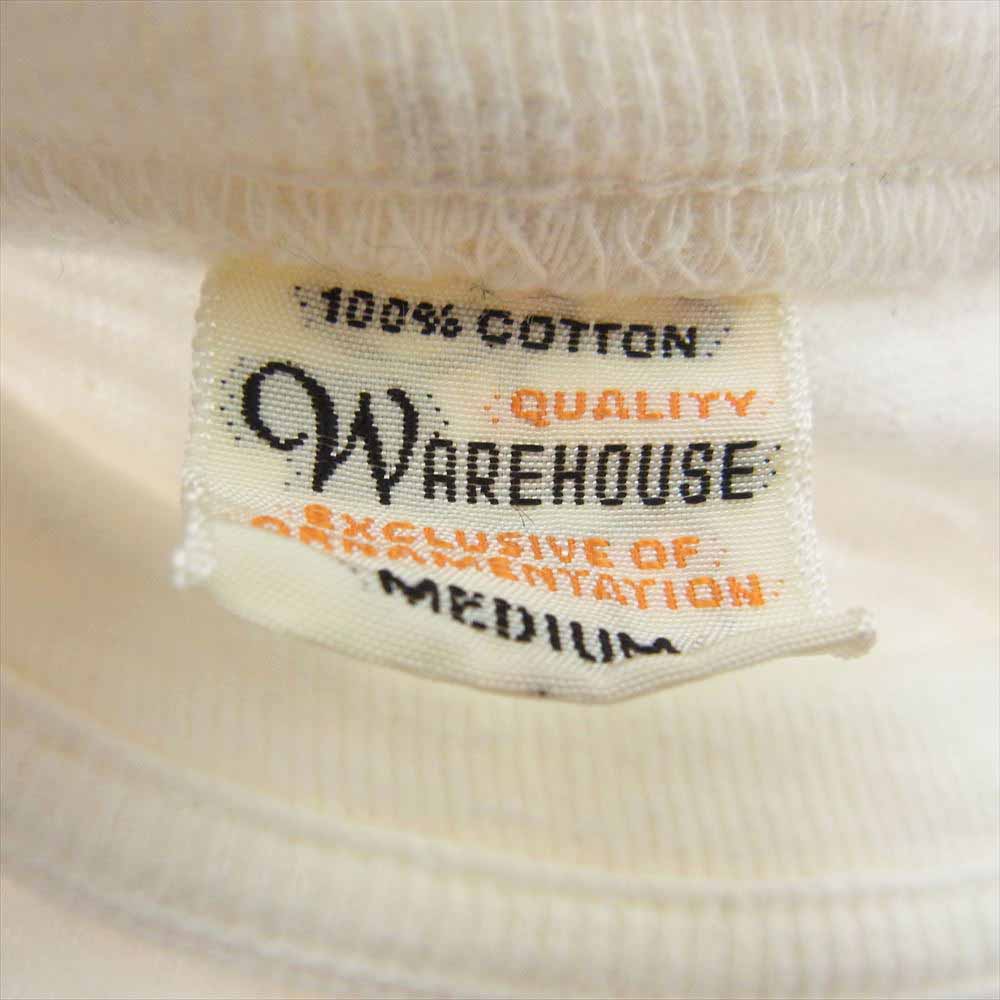 100% COTTON
QUALITY
WAREHOUSE
EXCLUSIVE OF
ORNAMENTATION
MEDIUM